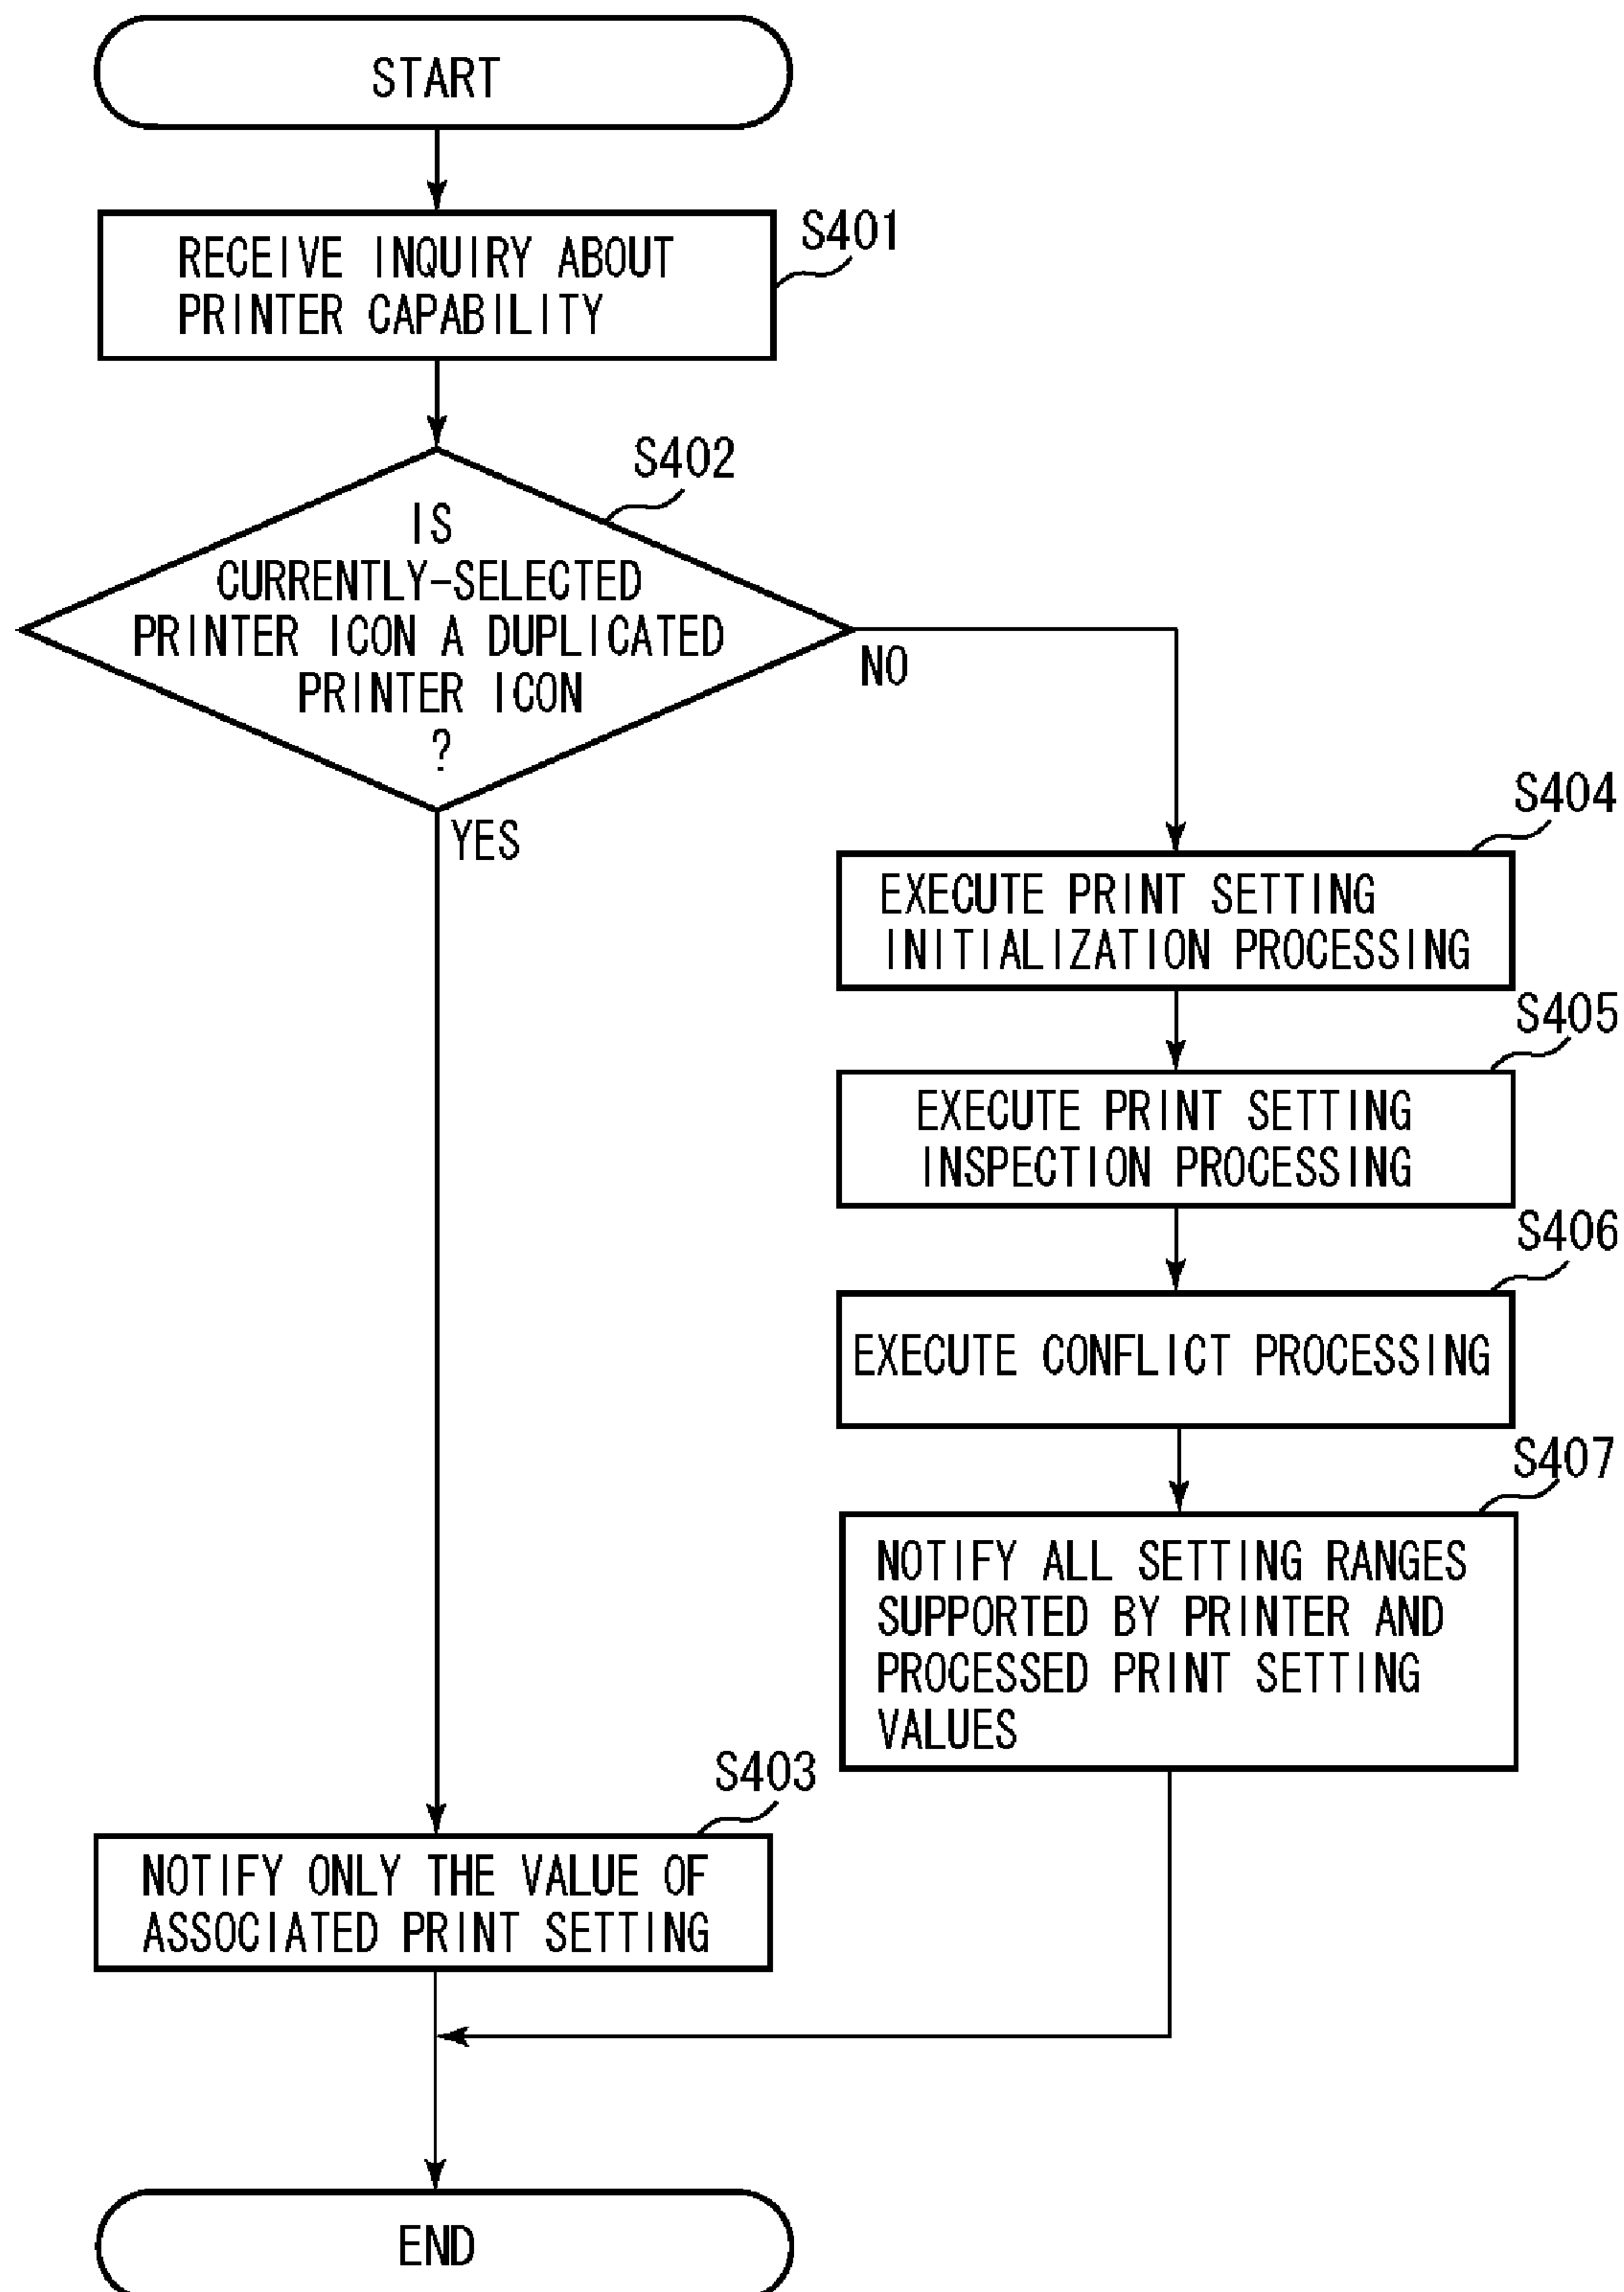 START
S401
RECEIVE INQUIRY ABOUT
PRINTER CAPABILITY
S402
IS
CURRENTLY-SELECTED
PRINTER ICON A DUPLICATED
PRINTER ICON
?
NO
YES
S404
EXECUTE PRINT SETTING
INITIALIZATION PROCESSING
S405
EXECUTE PRINT SETTING
INSPECTION PROCESSING
S406
EXECUTE CONFLICT PROCESSING
S407
NOTIFY ALL SETTING RANGES
SUPPORTED BY PRINTER AND
PROCESSED PRINT SETTING
VALUES
S403
NOTIFY ONLY THE VALUE OF
ASSOCIATED PRINT SETTING
END